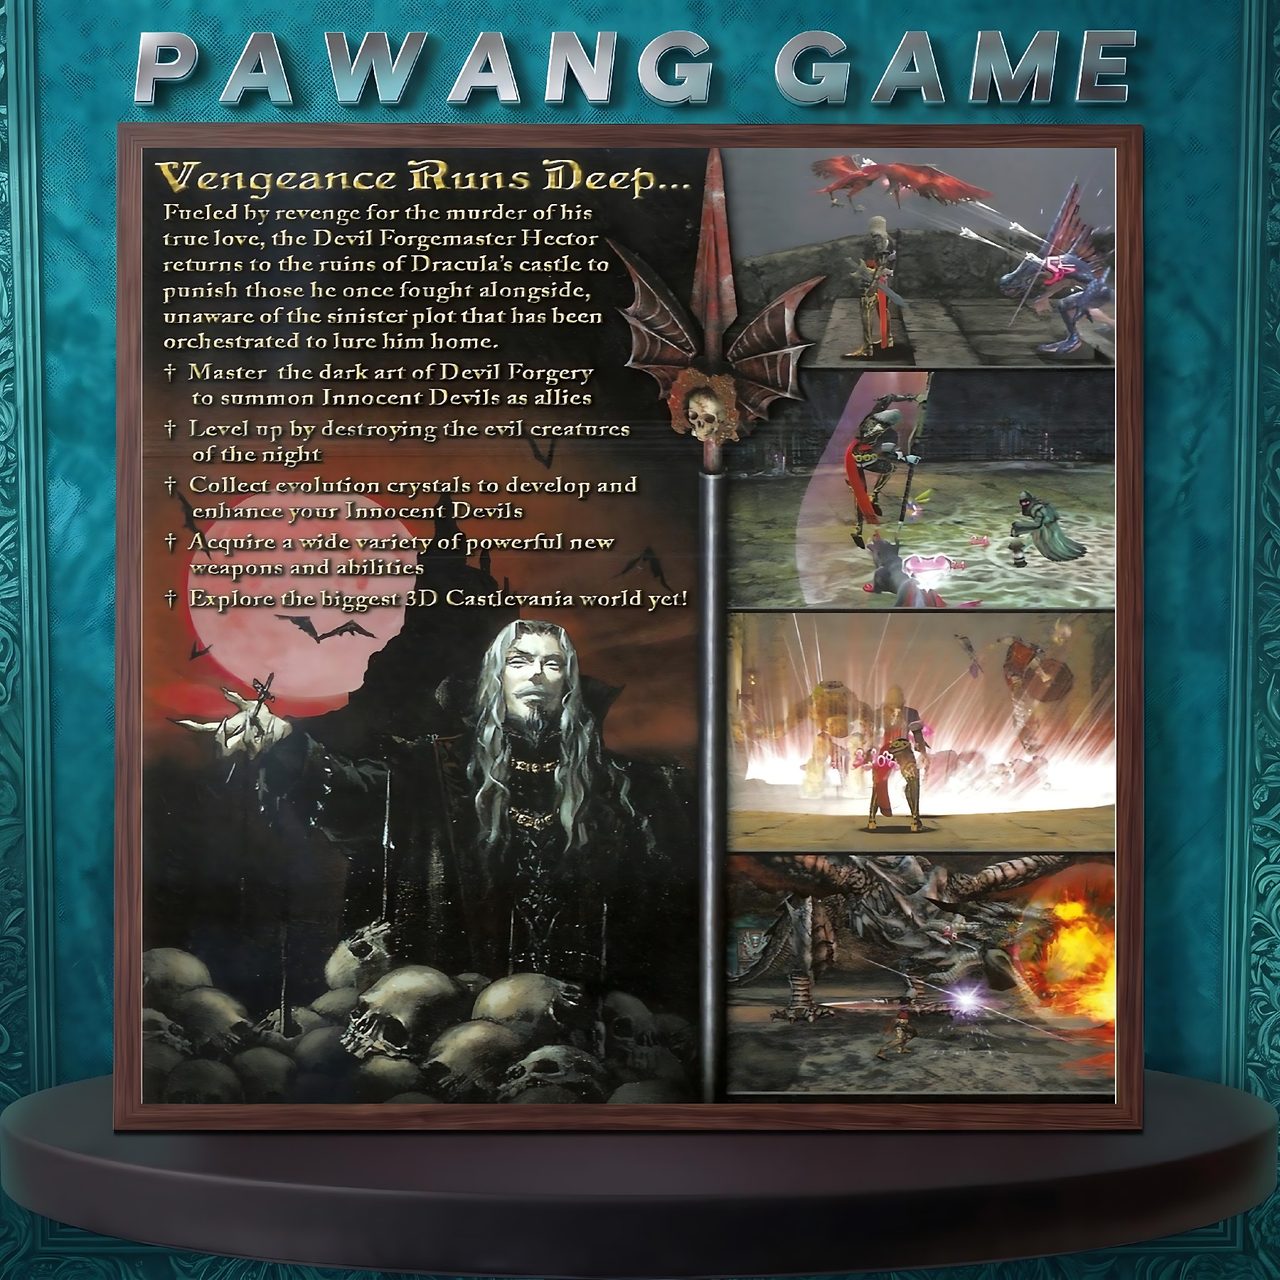 PAWANG GAME
Vengeance Runs Deep...
Fueled by revenge for the murder of his
true love, the Devil Forgemaster Hector
returns to the ruins of Dracula's castle to
punish those he once fought alongside,
unaware of the sinister plot that has been
orchestrated to lure him home.
† Master the dark art of Devil Forgery
to summon Innocent Devils as allies
† Level up by destroying the evil creatures
of the night
† Collect evolution crystals to develop and
enhance your Innocent Devils
† Acquire a wide variety of powerful new
weapons and abilities
† Explore the biggest 3D Castlevania world yet!